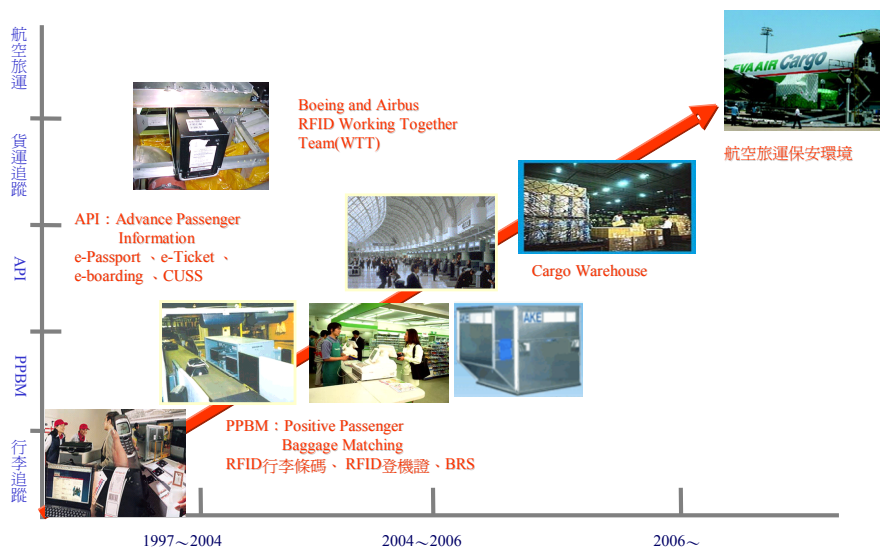 航空旅運
貨運追蹤
API
PPBM
行李追蹤
Boeing and Airbus
RFID Working Together
Team(WTT)
EVA AIR Cargo
航空旅運保安環境
API：Advance Passenger
Information
e-Passport 、e-Ticket 、
e-boarding 、CUSS
Cargo Warehouse
AKE
PPBM：Positive Passenger
Baggage Matching
RFID行李條碼、 RFID登機證、BRS
1997～2004
2004～2006
2006～